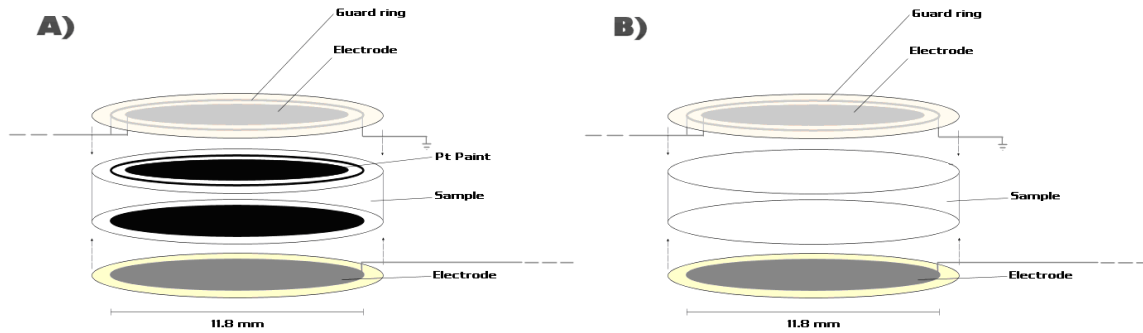 A)
Guard ring
Electrode
Pt Paint
Sample
Electrode
11.8 mm
B)
Guard ring
Electrode
Sample
Electrode
11.8 mm